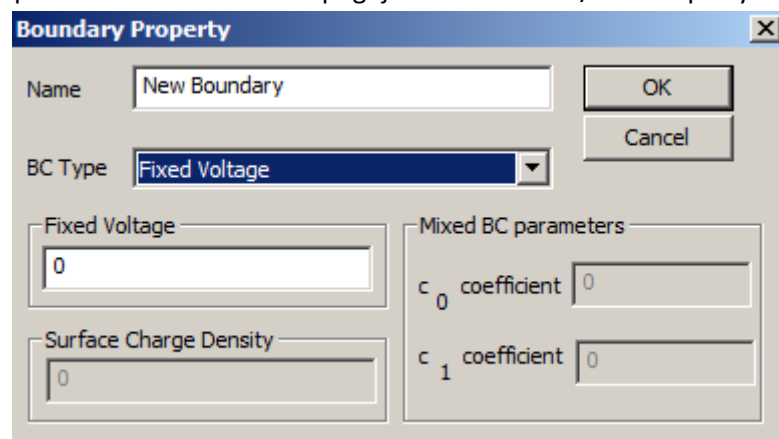 Boundary Property
Name New Boundary
OK
Cancel
BC Type Fixed Voltage
Fixed Voltage
0
Surface Charge Density
0
Mixed BC parameters
c 0 coefficient 0
c 1 coefficient 0